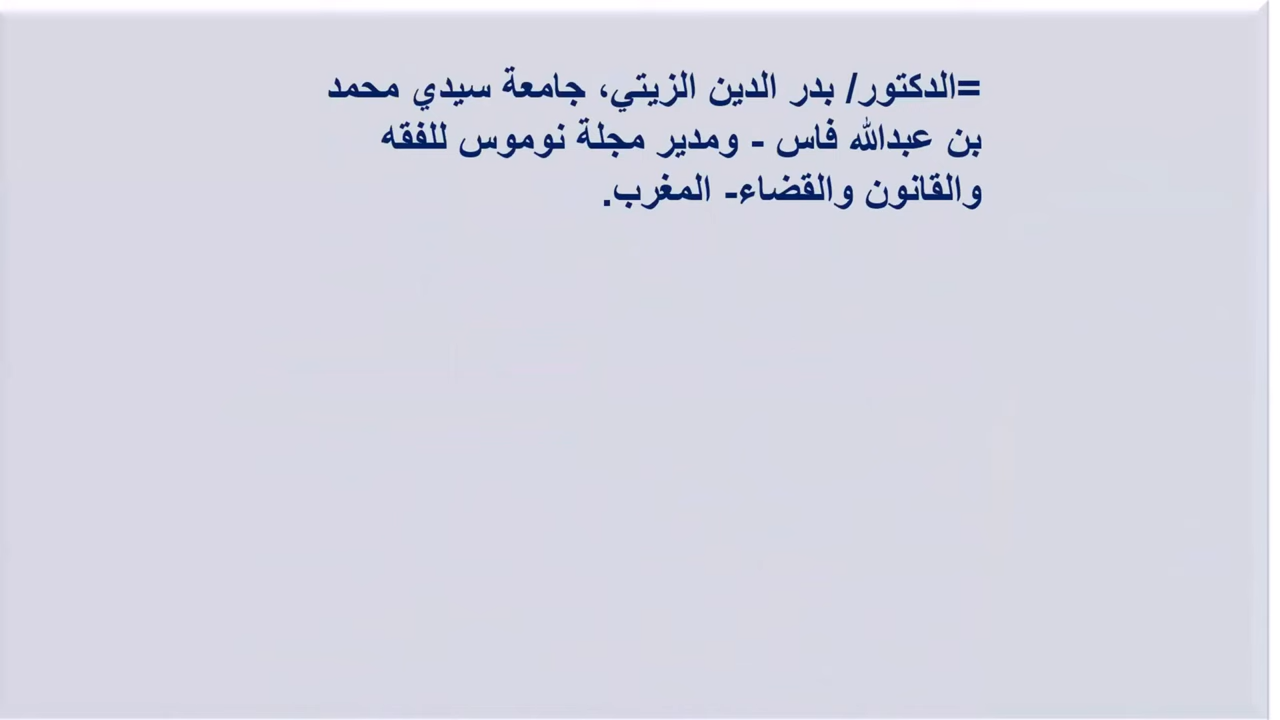 =الدكتور/ بدر الدين الزيتي، جامعة سيدي محمد
بن عبدالله فاس - ومدير مجلة نوموس للفقه
والقانون والقضاء- المغرب.